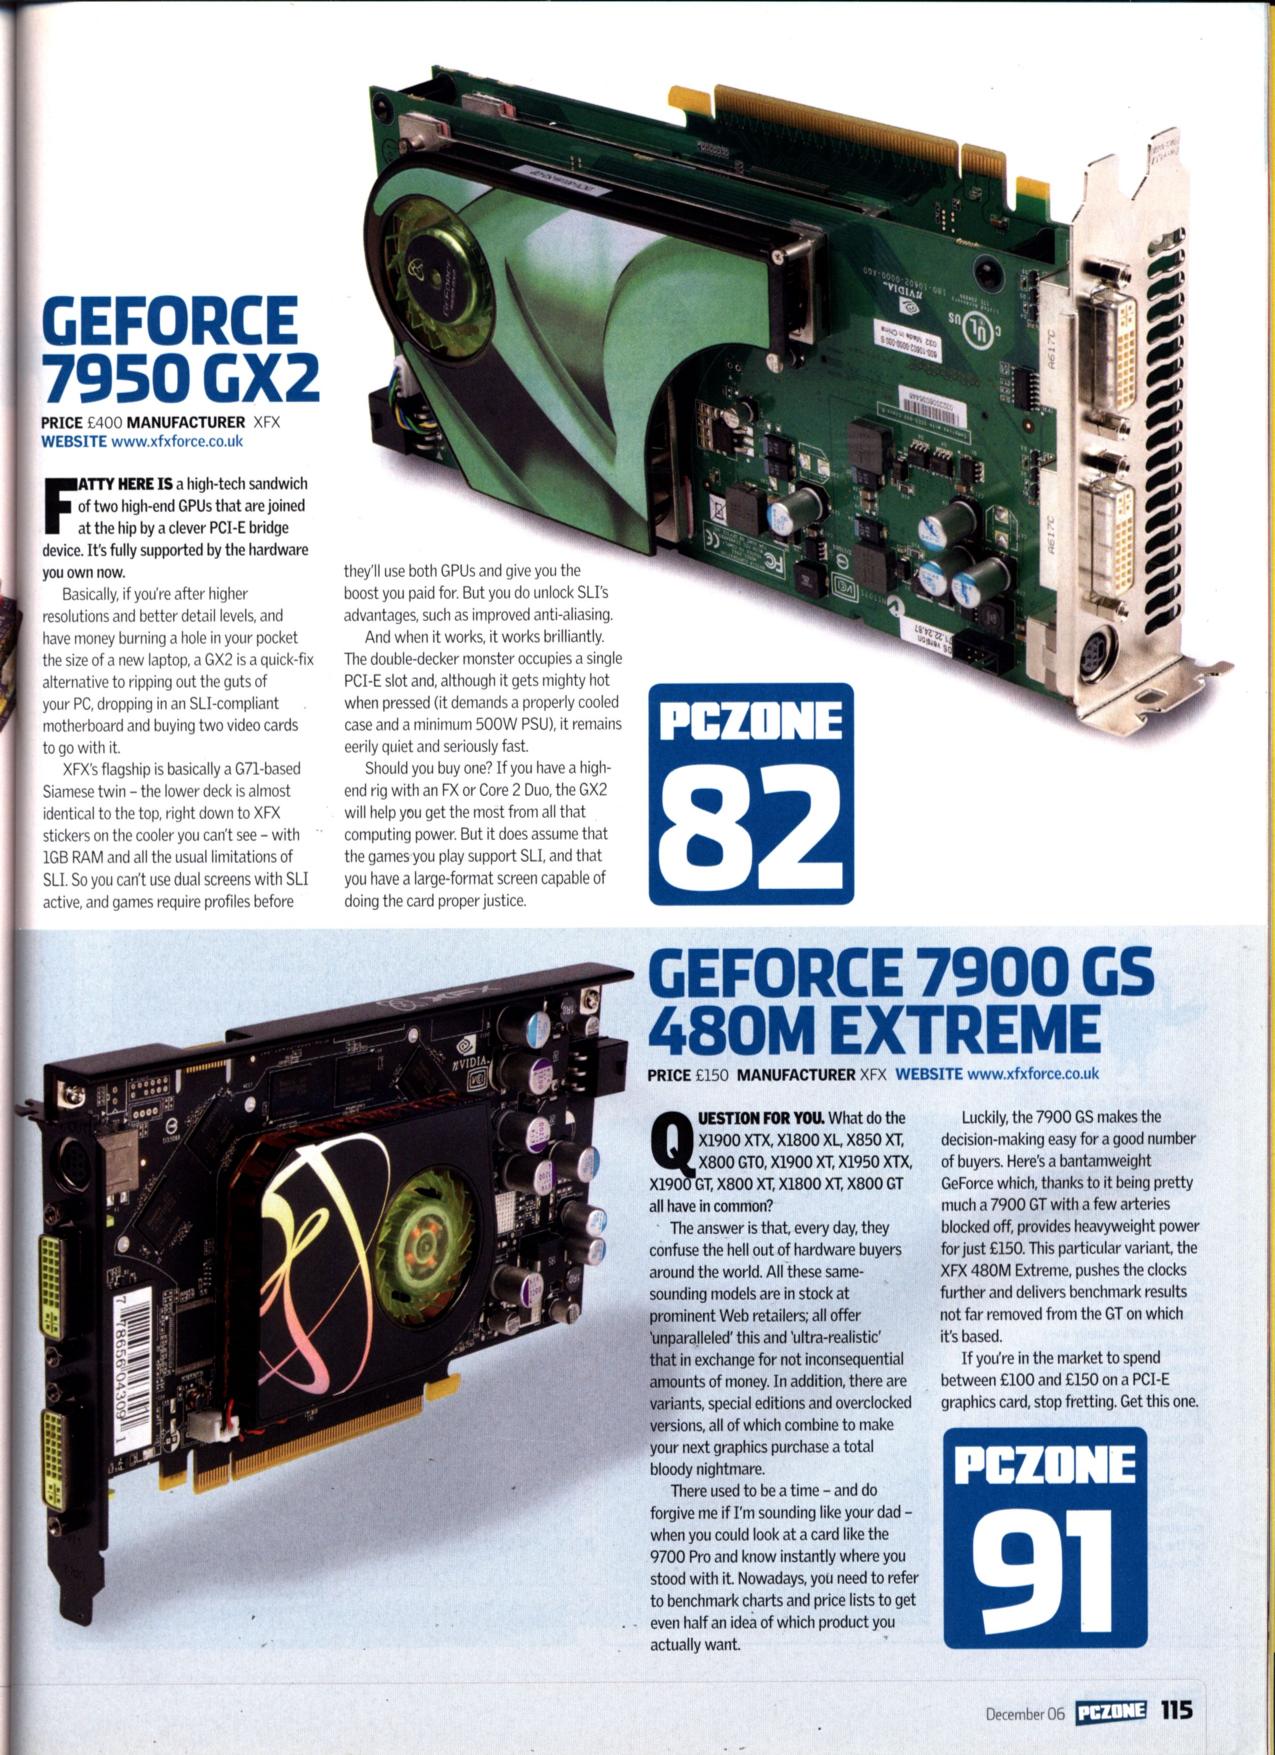 GEFORCE
7950 GX2
PRICE £400 MANUFACTURER XFX
WEBSITE www.xfxforce.co.uk
FATTY HERE IS a high-tech sandwich
of two high-end GPUs that are joined
at the hip by a clever PCI-E bridge
device. It's fully supported by the hardware
you own now.
Basically, if you're after higher
resolutions and better detail levels, and
have money burning a hole in your pocket
the size of a new laptop, a GX2 is a quick-fix
alternative to ripping out the guts of
your PC, dropping in an SLI-compliant
motherboard and buying two video cards
to go with it.
XFX's flagship is basically a G71-based
Siamese twin – the lower deck is almost
identical to the top, right down to XFX
stickers on the cooler you can't see – with
1GB RAM and all the usual limitations of
SLI. So you can't use dual screens with SLI
active, and games require profiles before
they'll use both GPUs and give you the
boost you paid for. But you do unlock SLI's
advantages, such as improved anti-aliasing.
And when it works, it works brilliantly.
The double-decker monster occupies a single
PCI-E slot and, although it gets mighty hot
when pressed (it demands a properly cooled
case and a minimum 500W PSU), it remains
eerily quiet and seriously fast.
Should you buy one? If you have a high-
end rig with an FX or Core 2 Duo, the GX2
will help you get the most from all that
computing power. But it does assume that
the games you play support SLI, and that
you have a large-format screen capable of
doing the card proper justice.
NVIDIA
180-10402-0000-A00
032 Made in China
A617C
A617C
PCZONE
82
GEFORCE 7900 GS
480M EXTREME
PRICE £150 MANUFACTURER XFX WEBSITE www.xfxforce.co.uk
QUESTION FOR YOU. What do the
X1900 XTX, X1800 XL, X850 XT,
X800 GTO, X1900 XT, X1950 XTX,
X1900 GT, X800 XT, X1800 XT, X800 GT
all have in common?
The answer is that, every day, they
confuse the hell out of hardware buyers
around the world. All these same-
sounding models are in stock at
prominent Web retailers; all offer
'unparalleled' this and 'ultra-realistic'
that in exchange for not inconsequential
amounts of money. In addition, there are
variants, special editions and overclocked
versions, all of which combine to make
your next graphics purchase a total
bloody nightmare.
There used to be a time – and do
forgive me if I'm sounding like your dad –
when you could look at a card like the
9700 Pro and know instantly where you
stood with it. Nowadays, you need to refer
to benchmark charts and price lists to get
even half an idea of which product you
actually want.
Luckily, the 7900 GS makes the
decision-making easy for a good number
of buyers. Here's a bantamweight
GeForce which, thanks to it being pretty
much a 7900 GT with a few arteries
blocked off, provides heavyweight power
for just £150. This particular variant, the
XFX 480M Extreme, pushes the clocks
further and delivers benchmark results
not far removed from the GT on which
it's based.
If you're in the market to spend
between £100 and £150 on a PCI-E
graphics card, stop fretting. Get this one.
XFX
NVIDIA
7 78656 04309 1
PCZONE
91
December 06 PCZONE 115